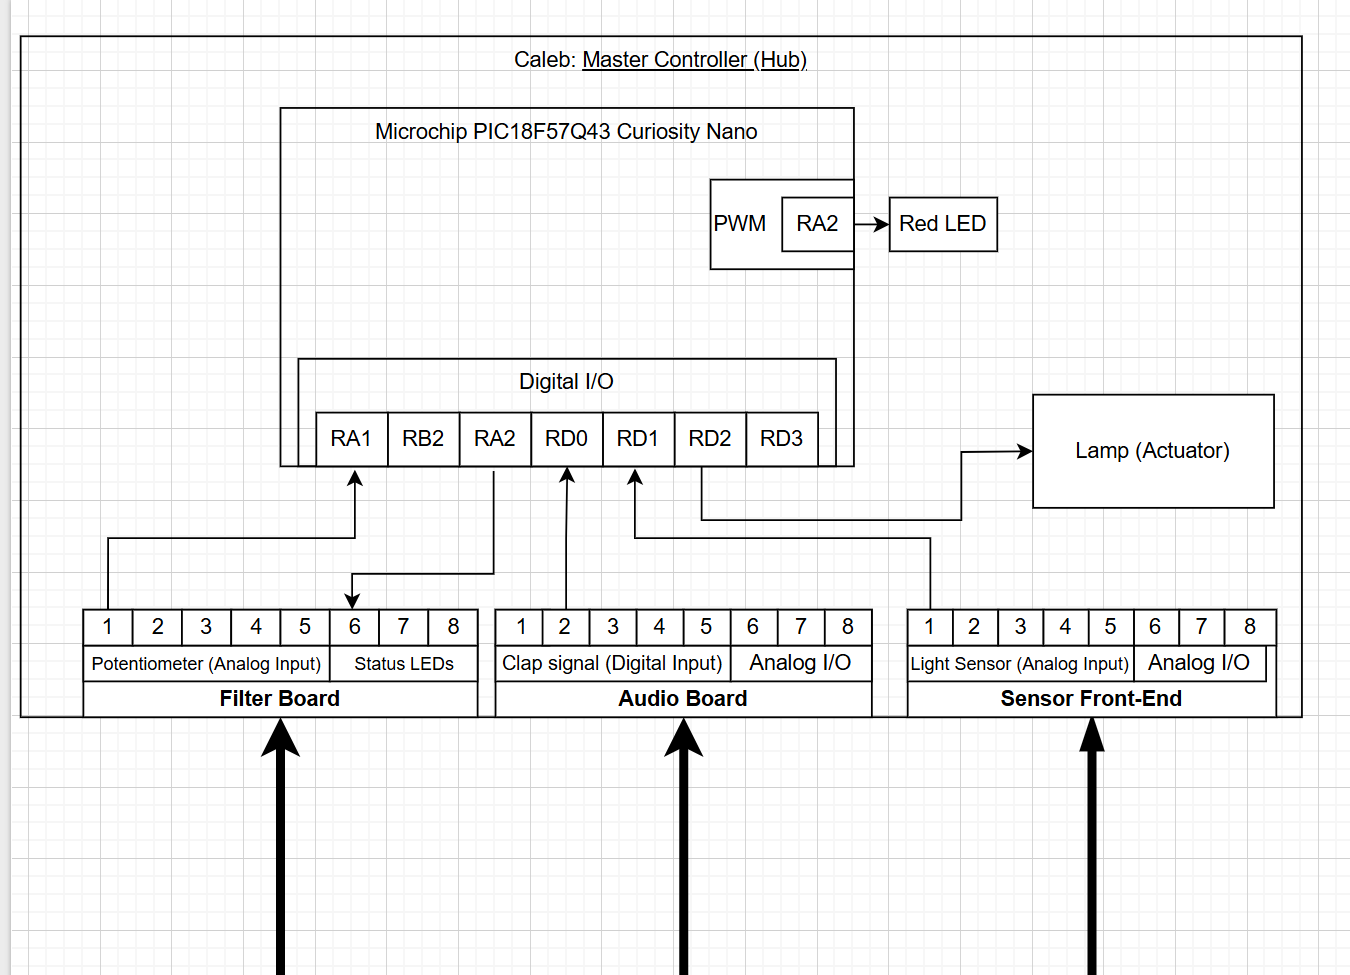 Caleb: Master Controller (Hub)
Microchip PIC18F57Q43 Curiosity Nano
PWM RA2 Red LED
Digital I/O
RA1 RB2 RA2 RD0 RD1 RD2 RD3
Lamp (Actuator)
1 2 3 4 5 6 7 8
Potentiometer (Analog Input) Status LEDs
Filter Board
1 2 3 4 5 6 7 8
Clap signal (Digital Input) Analog I/O
Audio Board
1 2 3 4 5 6 7 8
Light Sensor (Analog Input) Analog I/O
Sensor Front-End